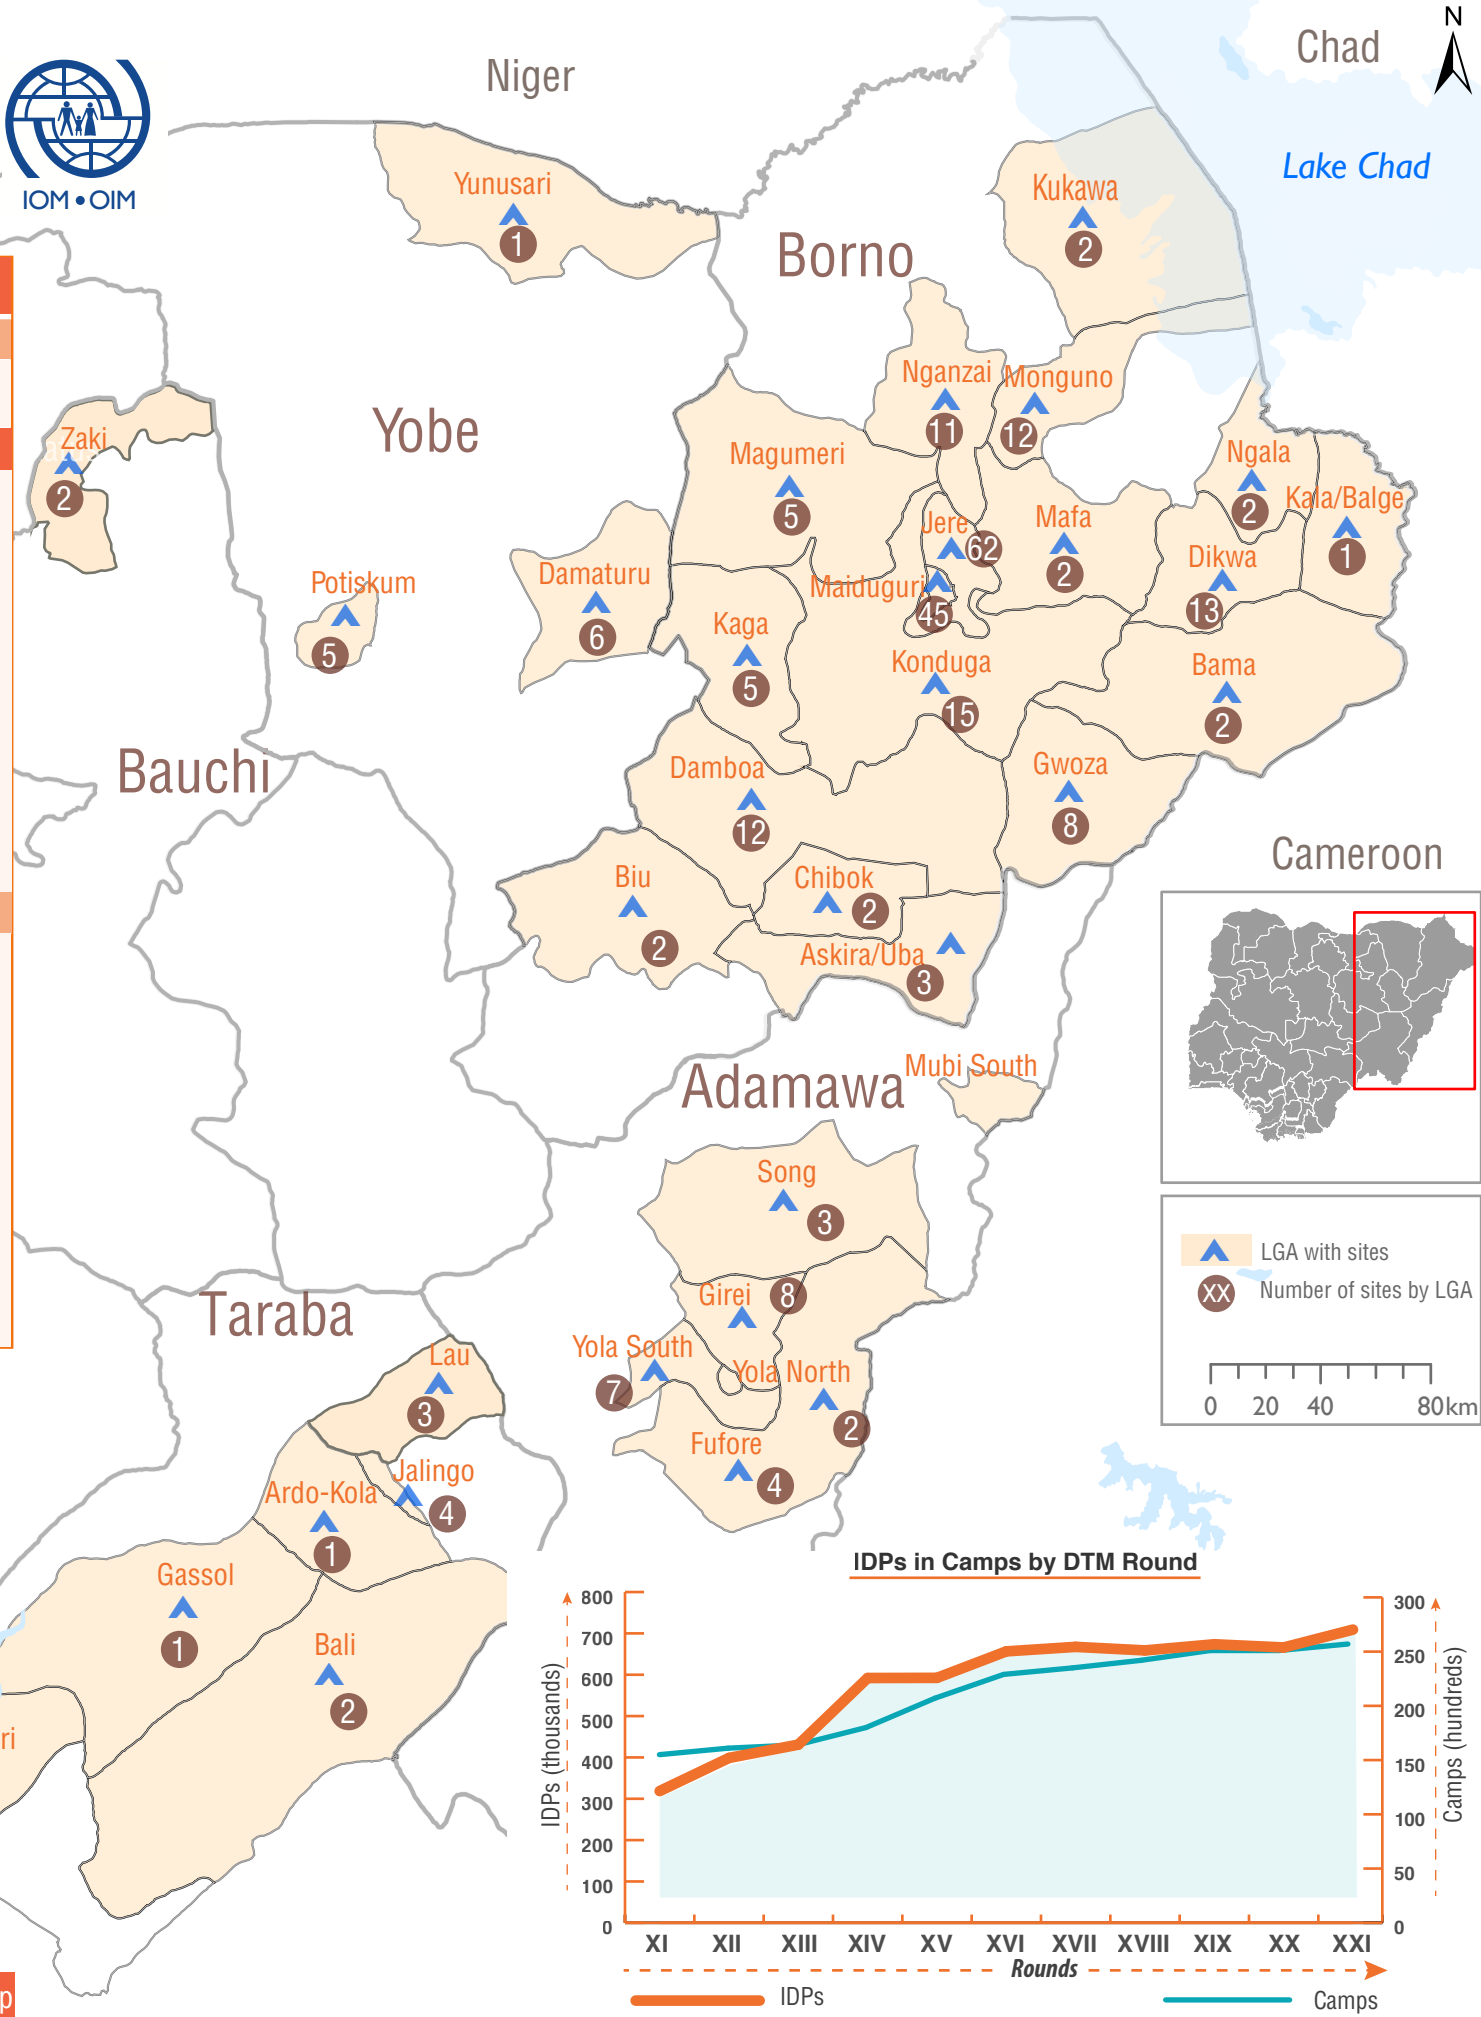 N
Niger
Chad
IOM • OIM
Lake Chad
Yunusari
1
Kukawa
2
Borno
Nganzai
11
Monguno
12
Zaki
2
Yobe
Magumeri
5
Ngala
2
Kala/Balge
1
Jere
62
Mafa
2
Dikwa
13
Potiskum
5
Damaturu
6
Maiduguri
45
Kaga
5
Konduga
15
Bama
2
Bauchi
Damboa
12
Gwoza
8
Cameroon
Biu
2
Chibok
2
Askira/Uba
3
Mubi South
Adamawa
Song
3
LGA with sites
XX
Number of sites by LGA
Girei
8
Taraba
Yola South
7
Yola North
2
Lau
3
0 20 40 80km
Fufore
4
Jalingo
4
Ardo-Kola
1
Gassol
1
Bali
2
ri
p
IDPs in Camps by DTM Round
IDPs (thousands)
800
700
600
500
400
300
200
100
0
300
250
200
150
100
50
0
Camps (hundreds)
XI XII XIII XIV XV XVI XVII XVIII XIX XX XXI
Rounds
IDPs
Camps